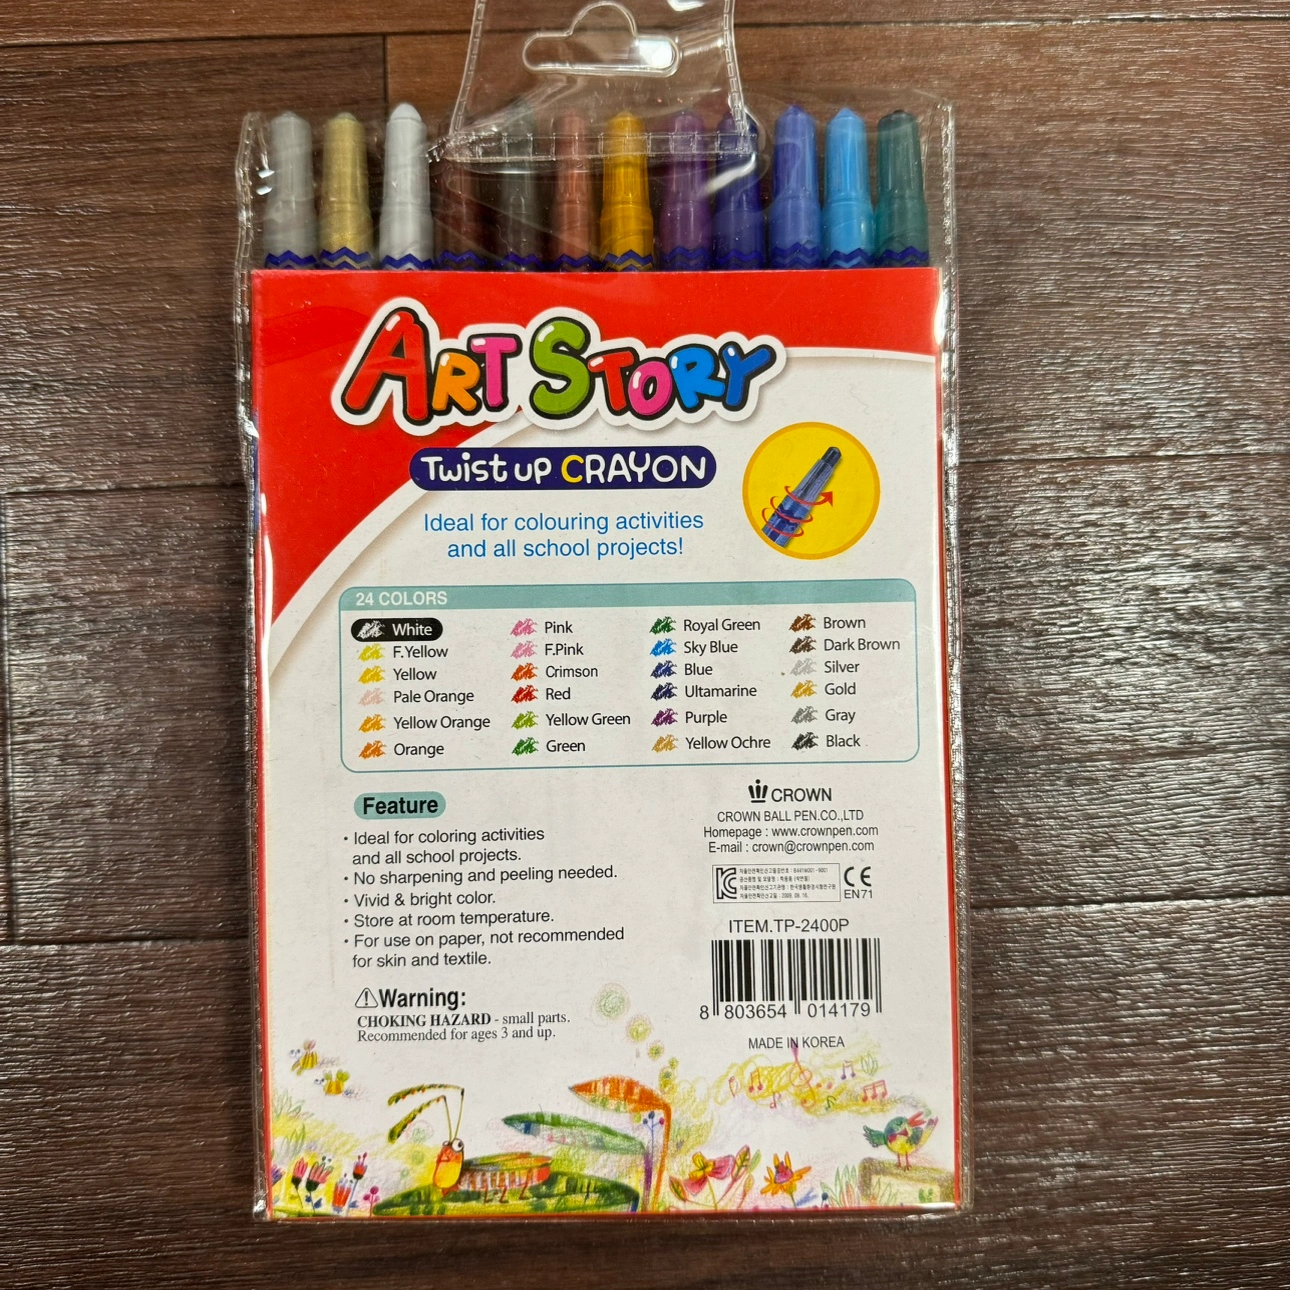 ART STORY
Twist up CRAYON
Ideal for colouring activities
and all school projects!
24 COLORS
White
F.Yellow
Yellow
Pale Orange
Yellow Orange
Orange
Pink
F.Pink
Crimson
Red
Yellow Green
Green
Royal Green
Sky Blue
Blue
Ultamarine
Purple
Yellow Ochre
Brown
Dark Brown
Silver
Gold
Gray
Black
Feature
· Ideal for coloring activities
and all school projects.
· No sharpening and peeling needed.
· Vivid & bright color.
· Store at room temperature.
· For use on paper, not recommended
for skin and textile.
Warning:
CHOKING HAZARD - small parts.
Recommended for ages 3 and up.
CROWN
CROWN BALL PEN.CO.,LTD
Homepage : www.crownpen.com
E-mail : crown@crownpen.com
CE
EN71
ITEM.TP-2400P
8 803654 014179
MADE IN KOREA